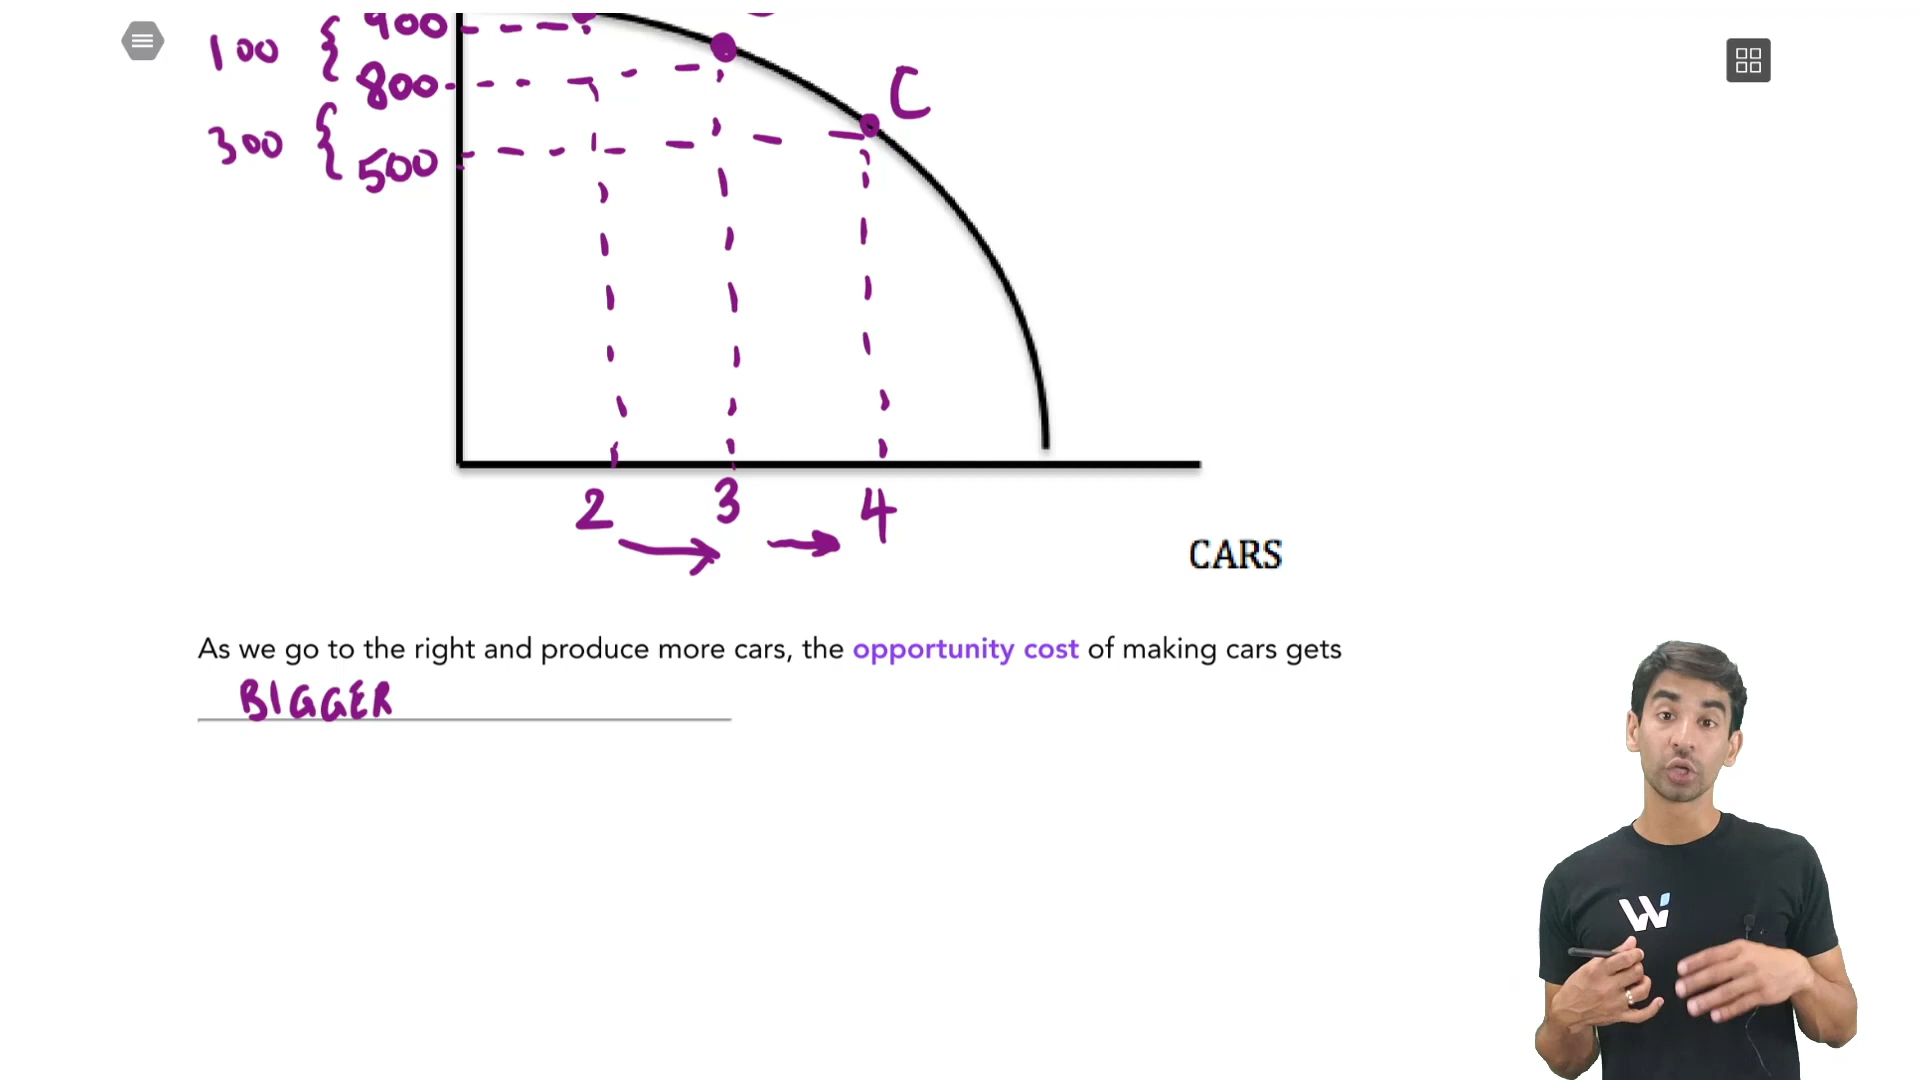 900
100 {
800
C
300 {
500
2 3 4
CARS
As we go to the right and produce more cars, the opportunity cost of making cars gets
BIGGER
W